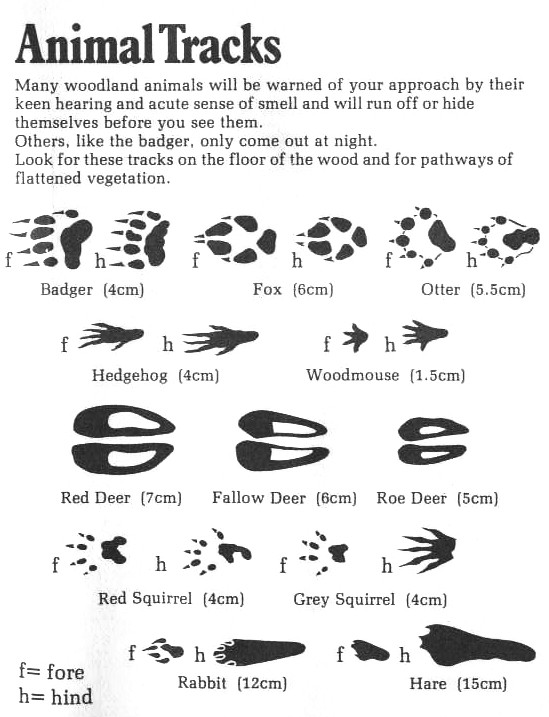 Animal Tracks
Many woodland animals will be warned of your approach by their
keen hearing and acute sense of smell and will run off or hide
themselves before you see them.
Others, like the badger, only come out at night.
Look for these tracks on the floor of the wood and for pathways of
flattened vegetation.
f h f h f h
Badger (4cm) Fox (6cm) Otter (5.5cm)
f h f h
Hedgehog (4cm) Woodmouse (1.5cm)
Red Deer (7cm) Fallow Deer (6cm) Roe Deer (5cm)
f h f h
Red Squirrel (4cm) Grey Squirrel (4cm)
f h f h
Rabbit (12cm) Hare (15cm)
f= fore
h= hind